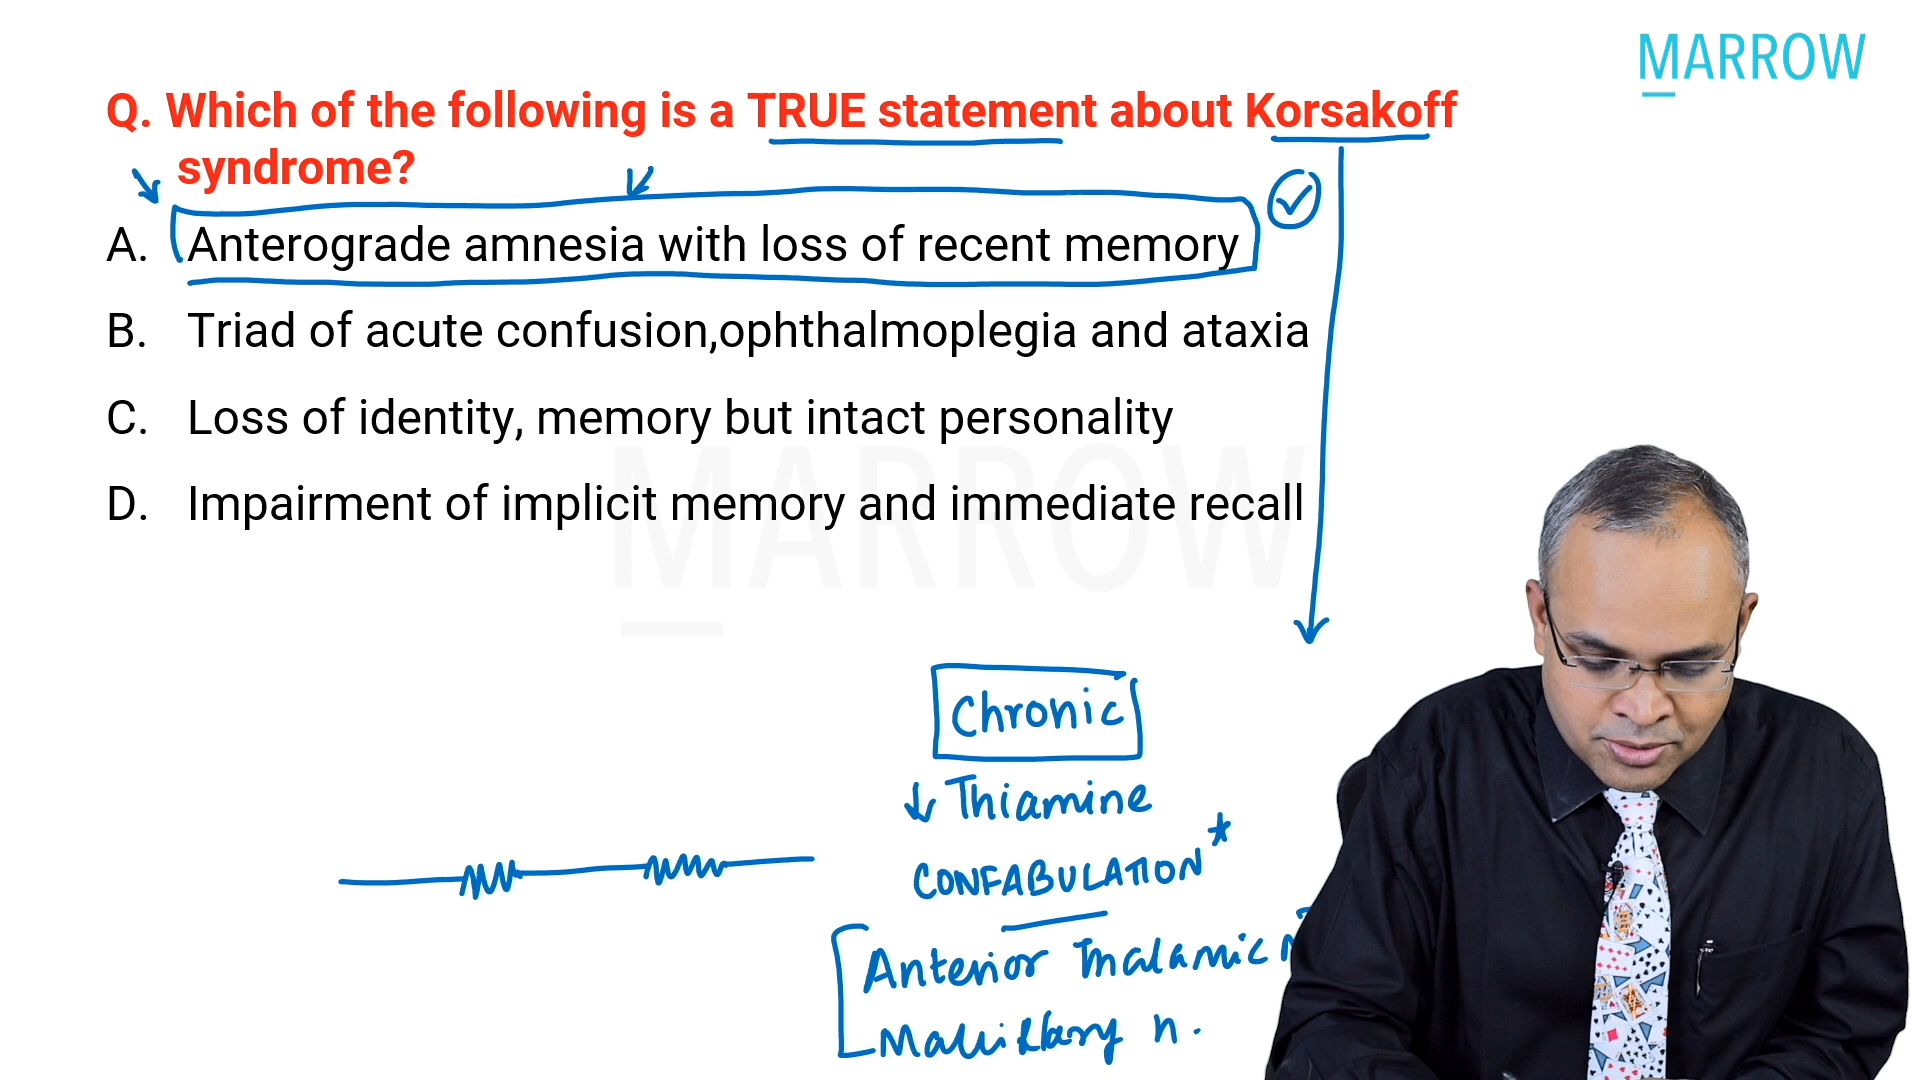 MARROW
Q. Which of the following is a TRUE statement about Korsakoff
syndrome?
A. Anterograde amnesia with loss of recent memory
B. Triad of acute confusion,ophthalmoplegia and ataxia
C. Loss of identity, memory but intact personality
D. Impairment of implicit memory and immediate recall
MARROW
Chronic
↓ Thiamine
CONFABULATION*
Anterior Thalamic
n.